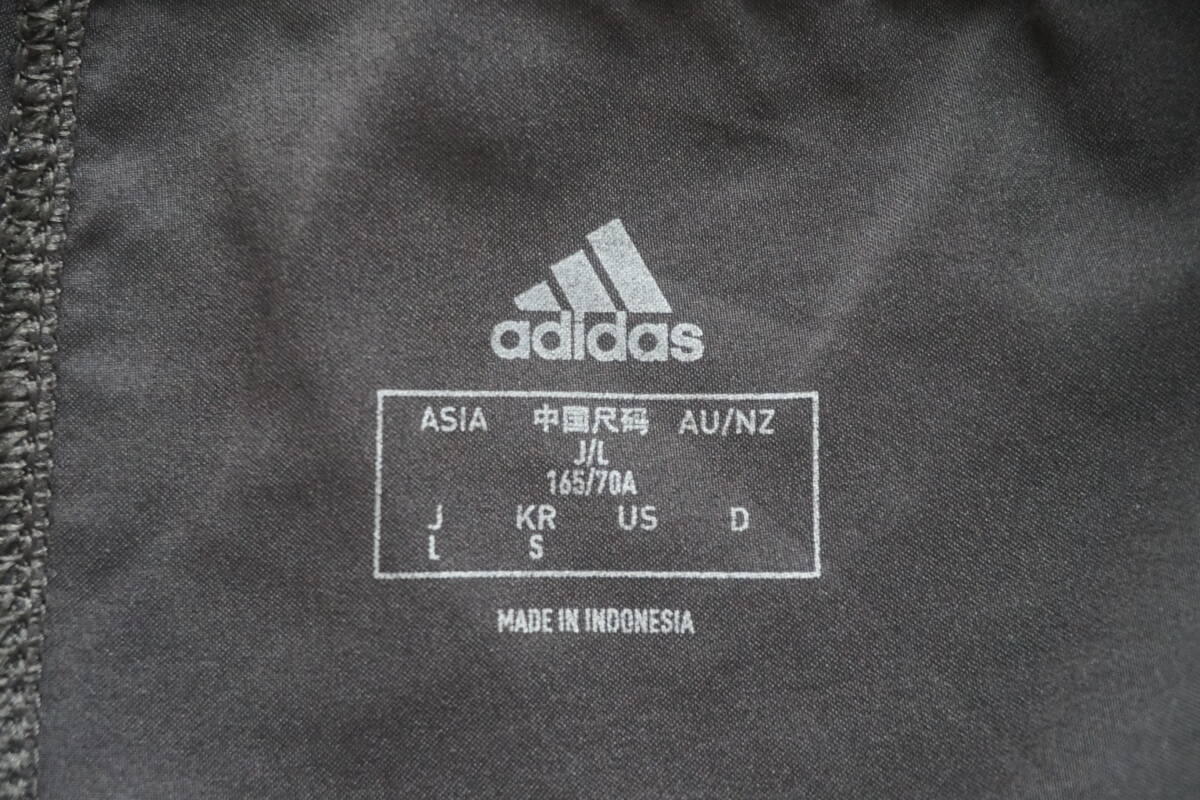 adidas
ASIA 中国尺码 AU/NZ
J/L
165/70A
J KR US D
L S
MADE IN INDONESIA